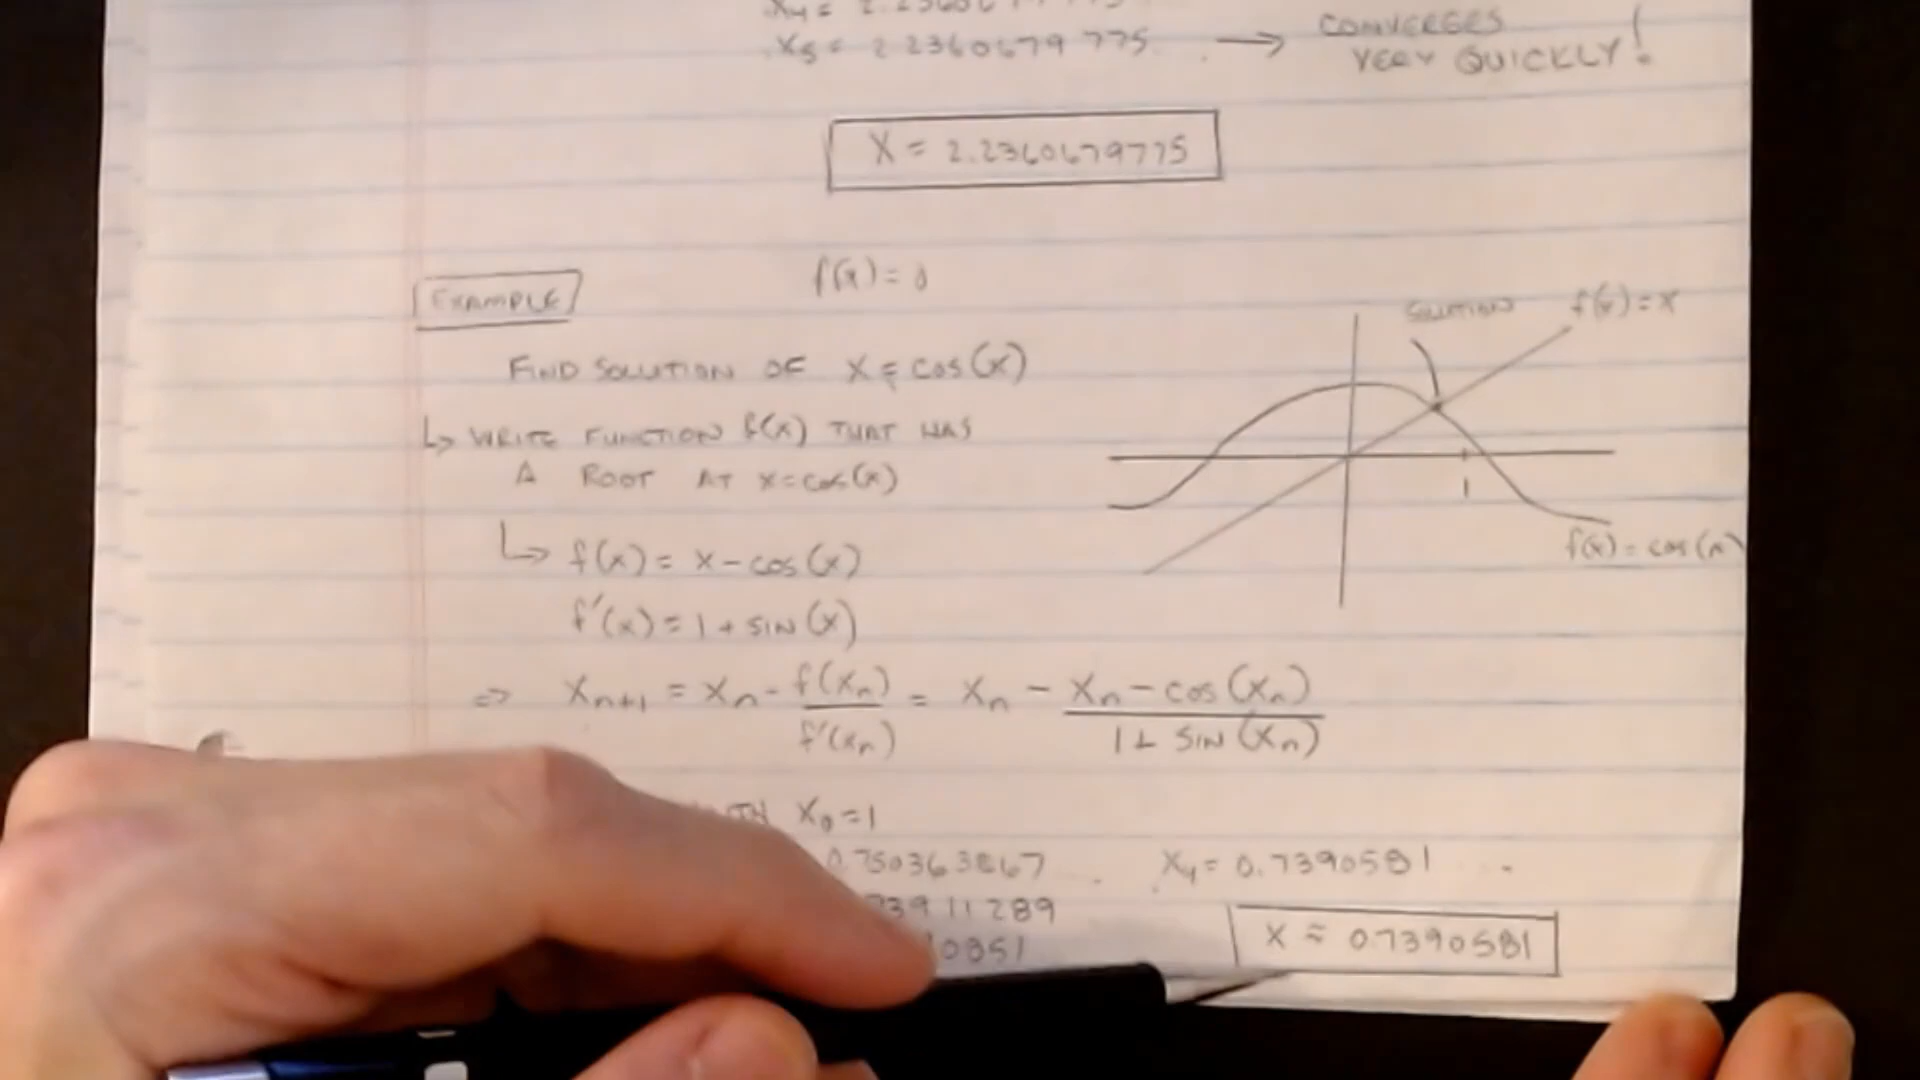 X5 = 2.2360679775 → CONVERGES
VERY QUICKLY!
X = 2.2360679775
f(x) = 0
EXAMPLE
SOLUTION f(x) = x
FIND SOLUTION OF X = COS(X)
↳ WRITE FUNCTION f(x) THAT HAS
A ROOT AT X = COS(X)
1
f(x) = cos(x)
↳ f(x) = x - cos(x)
f'(x) = 1 + SIN(X)
⇒ Xn+1 = Xn - f(Xn)/f'(Xn) = Xn - (Xn - cos(Xn))/(1 + SIN(Xn))
X0 = 1
0.750363867 X4 = 0.7390581
73911289
0851 X ≈ 0.7390581